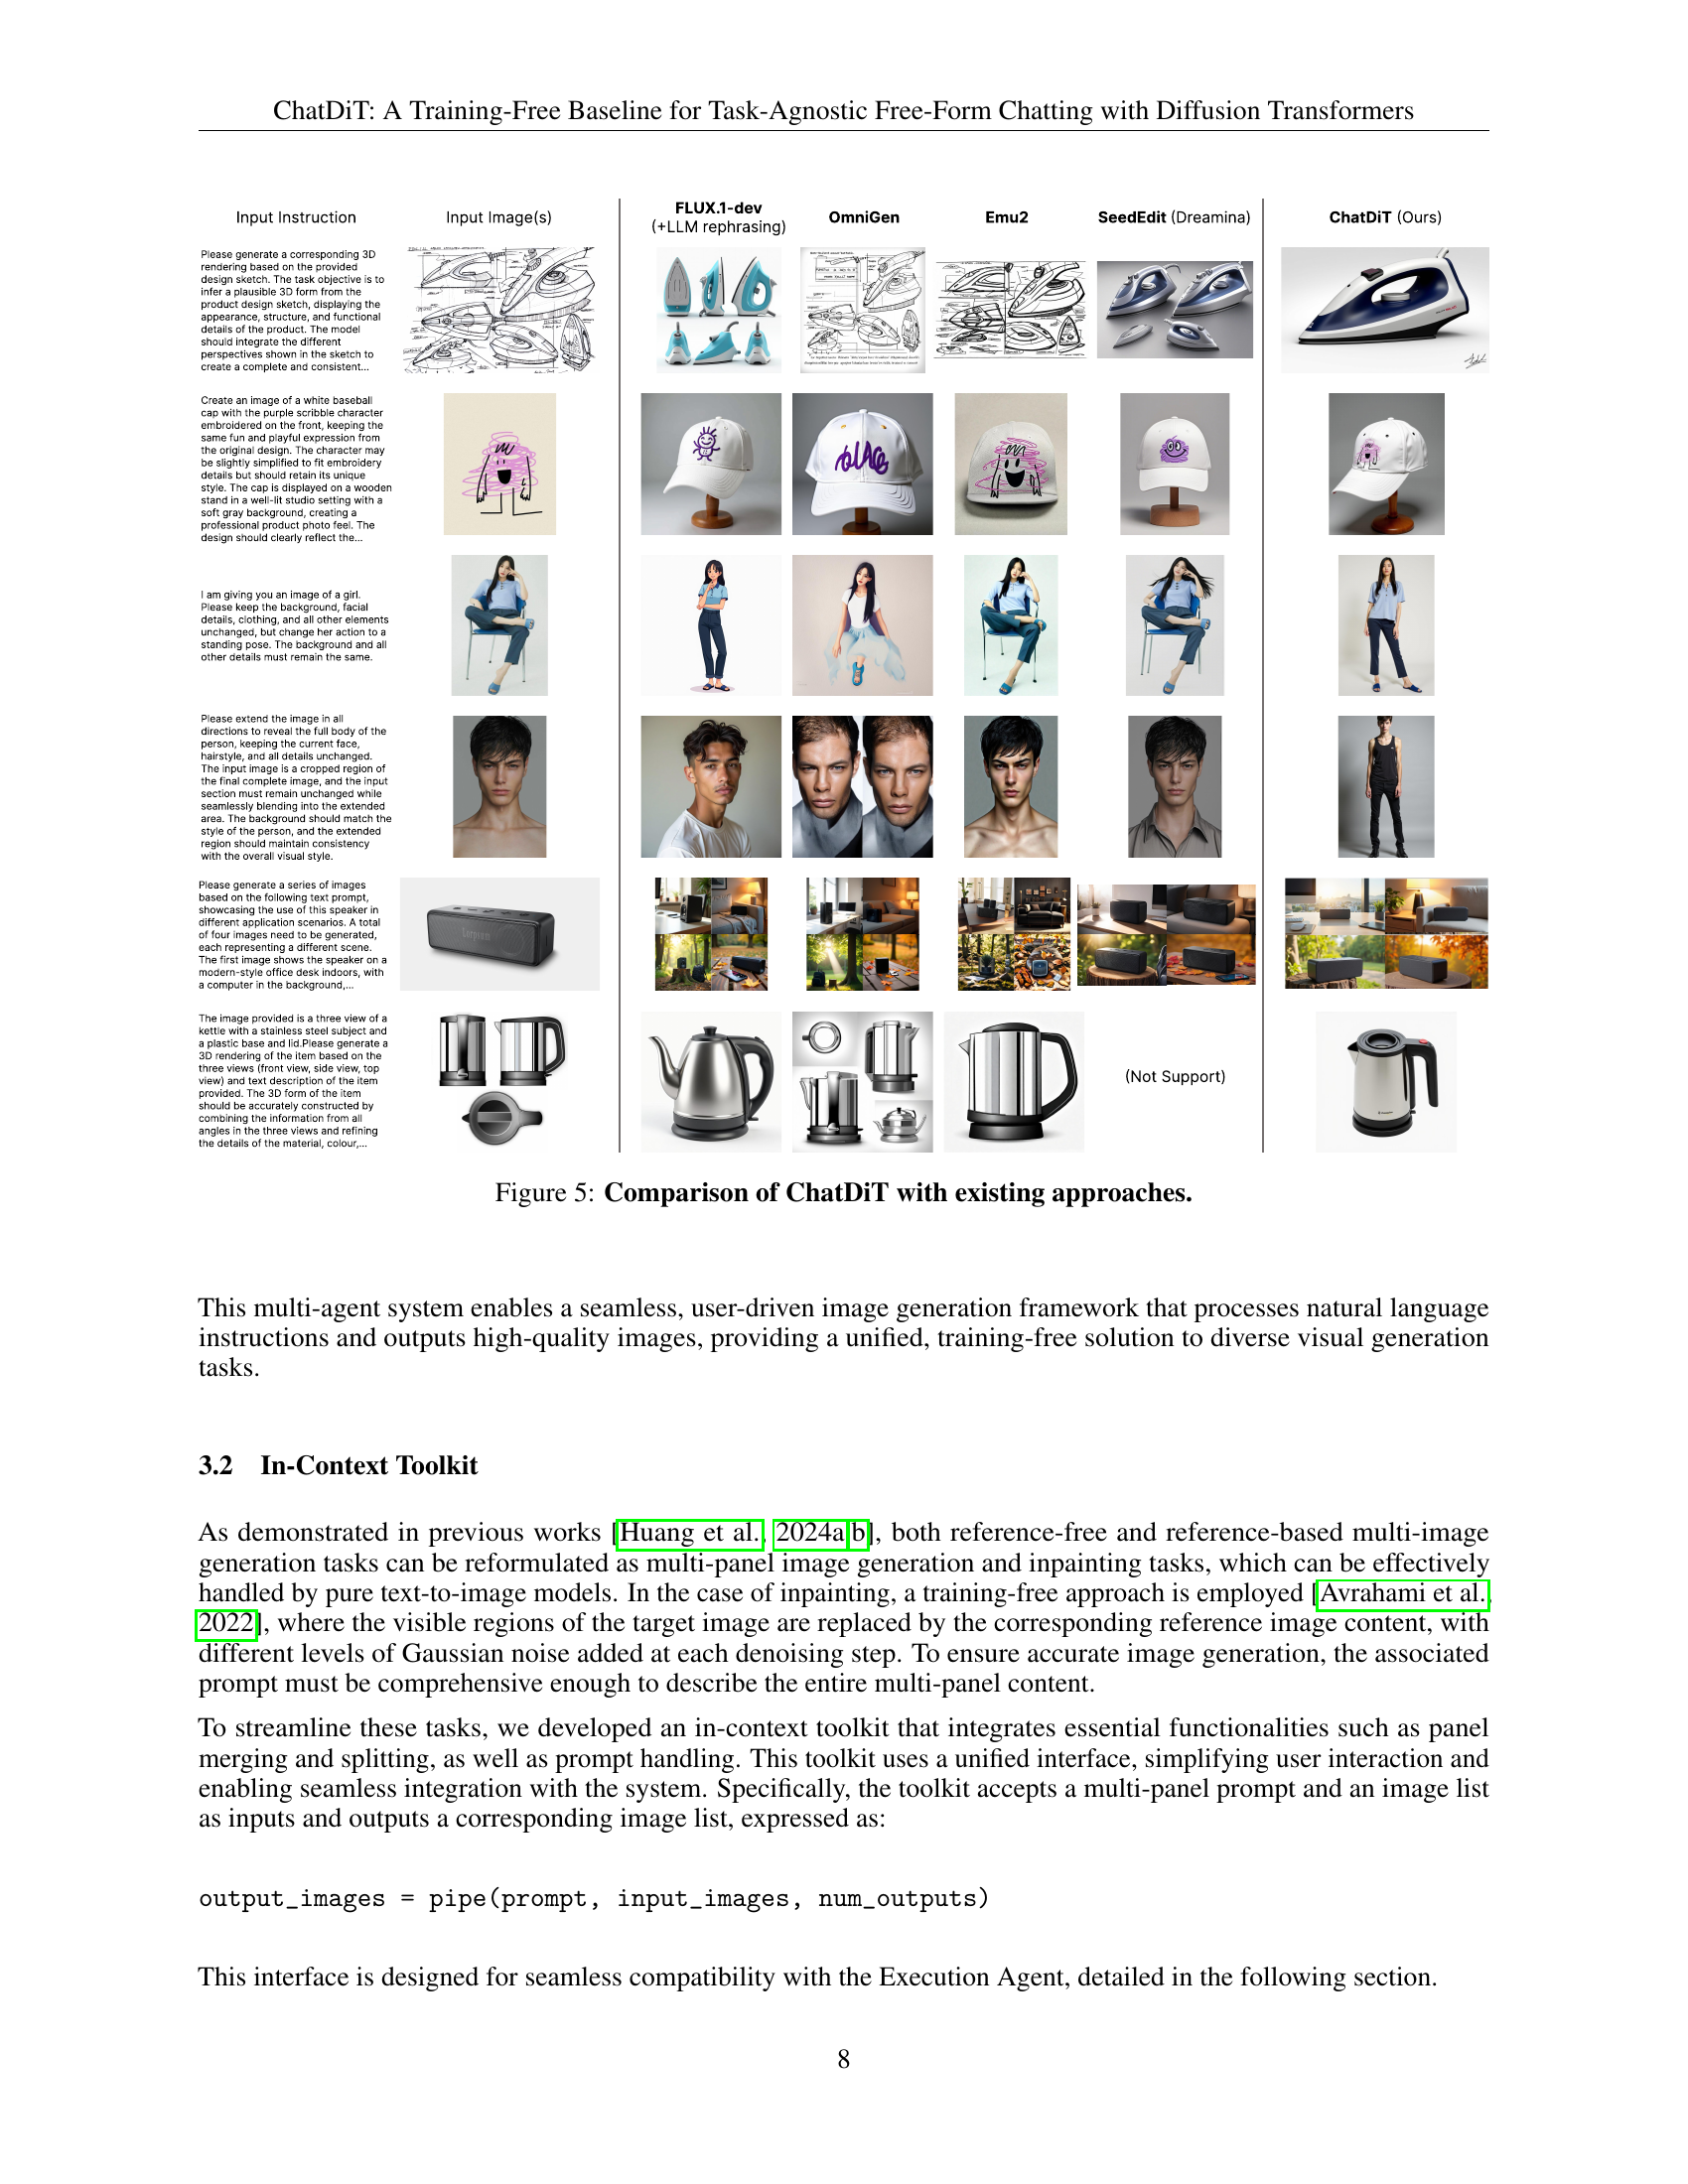 ChatDiT: A Training-Free Baseline for Task-Agnostic Free-Form Chatting with Diffusion Transformers
Input Instruction
Input Image(s)
FLUX.1-dev
(+LLM rephrasing)
OmniGen
Emu2
SeedEdit (Dreamina)
ChatDiT (Ours)
Please generate a corresponding 3D
rendering based on the provided
design sketch. The task objective is to
infer a plausible 3D form from the
product design sketch, displaying the
appearance, structure, and functional
details of the product. The model
should integrate the different
perspectives shown in the sketch to
create a complete and consistent...
Create an image of a white baseball
cap with the purple scribble character
embroidered on the front, keeping the
same fun and playful expression from
the original design. The character may
be slightly simplified to fit embroidery
details but should retain its unique
style. The cap is displayed on a wooden
stand in a well-lit studio setting with a
soft gray background, creating a
professional product photo feel. The
design should clearly reflect the...
I am giving you an image of a girl.
Please keep the background, facial
details, clothing, and all other elements
unchanged, but change her action to a
standing pose. The background and all
other details must remain the same.
Please extend the image in all
directions to reveal the full body of the
person, keeping the current face,
hairstyle, and all details unchanged.
The input image is a cropped region of
the final complete image, and the input
section must remain unchanged while
seamlessly blending into the extended
area. The background should match the
style of the person, and the extended
region should maintain consistency
with the overall visual style.
Please generate a series of images
based on the following text prompt,
showcasing the use of this speaker in
different application scenarios. A total
of four images need to be generated,
each representing a different scene.
The first image shows the speaker on a
modern-style office desk indoors, with
a computer in the background,...
The image provided is a three view of a
kettle with a stainless steel subject and
a plastic base and lid.Please generate a
3D rendering of the item based on the
three views (front view, side view, top
view) and text description of the item
provided. The 3D form of the item
should be accurately constructed by
combining the information from all
angles in the three views and refining
the details of the material, colour,...
(Not Support)
Figure 5: Comparison of ChatDiT with existing approaches.
This multi-agent system enables a seamless, user-driven image generation framework that processes natural language
instructions and outputs high-quality images, providing a unified, training-free solution to diverse visual generation
tasks.
3.2 In-Context Toolkit
As demonstrated in previous works [Huang et al., 2024a,b], both reference-free and reference-based multi-image
generation tasks can be reformulated as multi-panel image generation and inpainting tasks, which can be effectively
handled by pure text-to-image models. In the case of inpainting, a training-free approach is employed [Avrahami et al.,
2022], where the visible regions of the target image are replaced by the corresponding reference image content, with
different levels of Gaussian noise added at each denoising step. To ensure accurate image generation, the associated
prompt must be comprehensive enough to describe the entire multi-panel content.
To streamline these tasks, we developed an in-context toolkit that integrates essential functionalities such as panel
merging and splitting, as well as prompt handling. This toolkit uses a unified interface, simplifying user interaction and
enabling seamless integration with the system. Specifically, the toolkit accepts a multi-panel prompt and an image list
as inputs and outputs a corresponding image list, expressed as:
output_images = pipe(prompt, input_images, num_outputs)
This interface is designed for seamless compatibility with the Execution Agent, detailed in the following section.
8